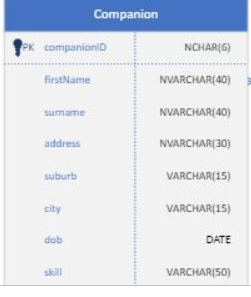 Companion
PK companionID NCHAR(6)
firstName NVARCHAR(40)
surname NVARCHAR(40)
address NVARCHAR(30)
suburb VARCHAR(15)
city VARCHAR(15)
dob DATE
skill VARCHAR(50)